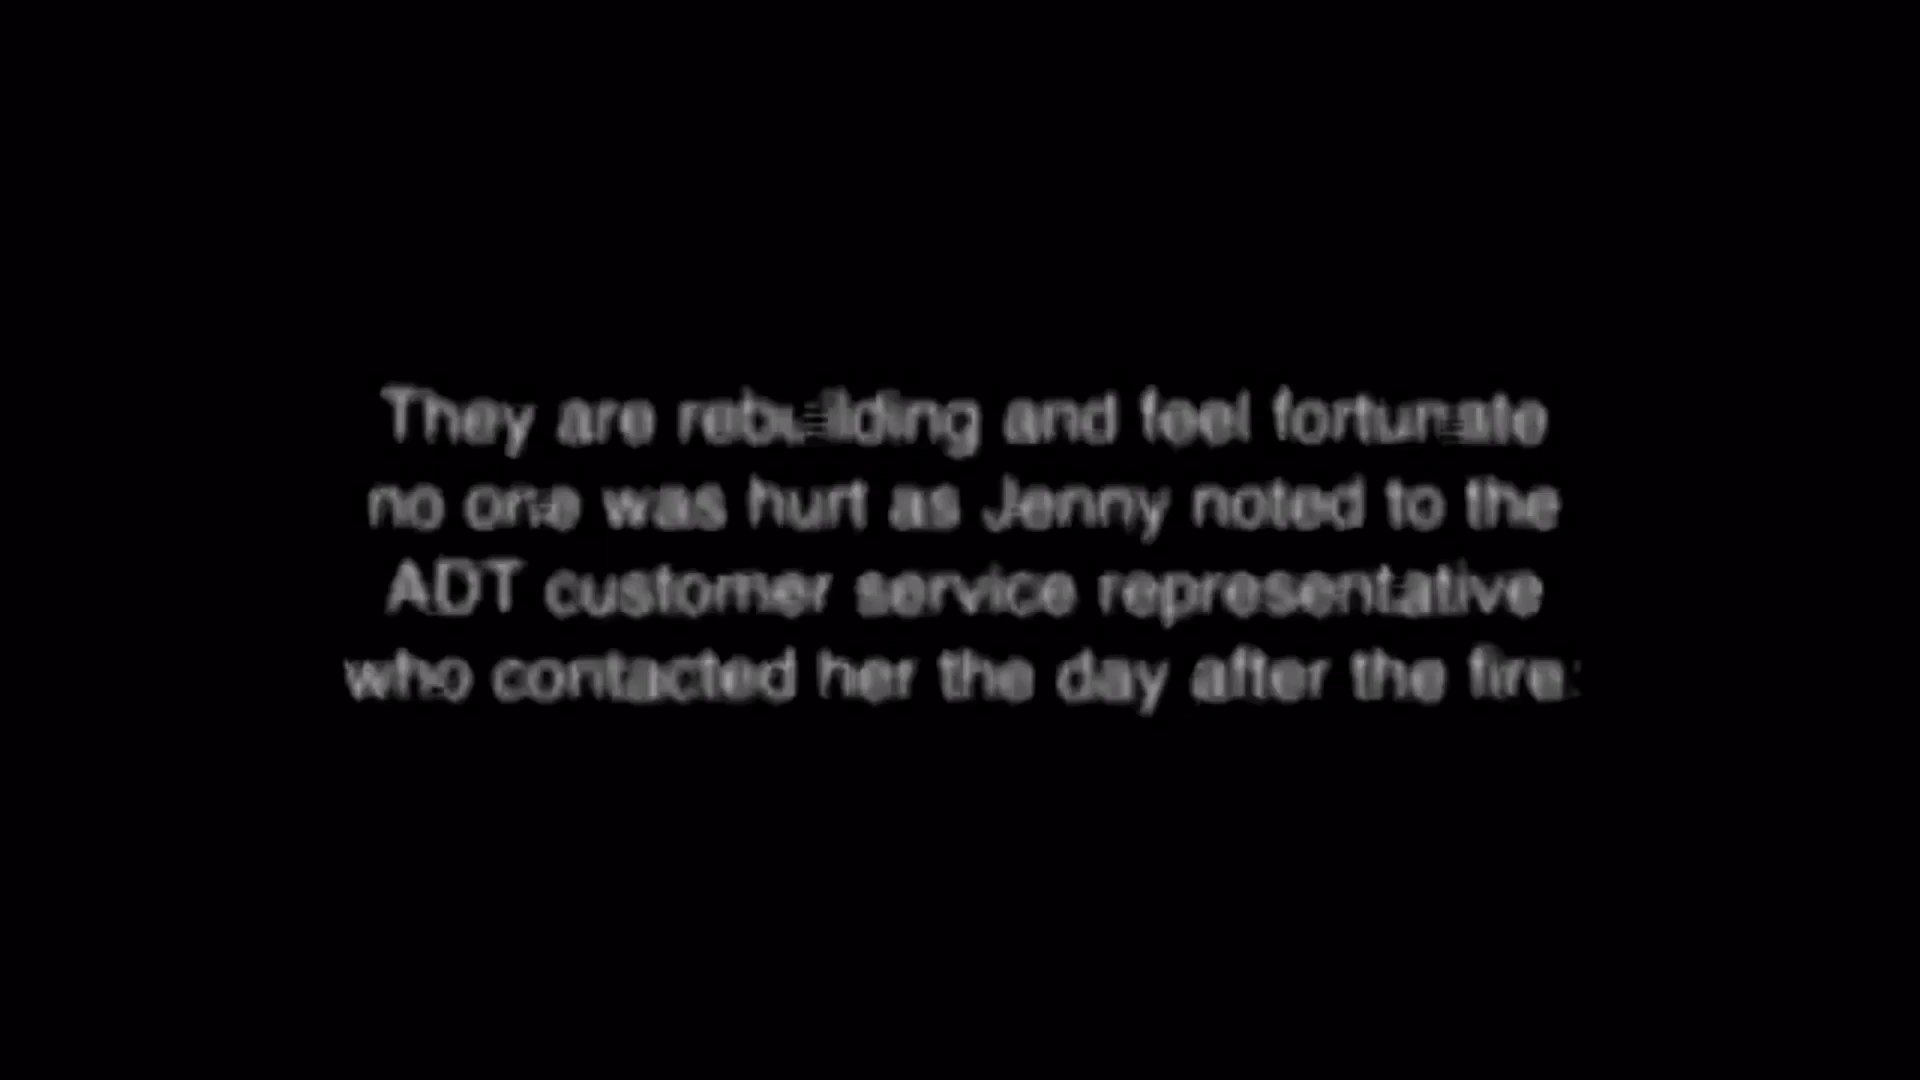 They are rebuilding and feel fortunate
no one was hurt as Jenny noted to the
ADT customer service representative
who contacted her the day after the fire: